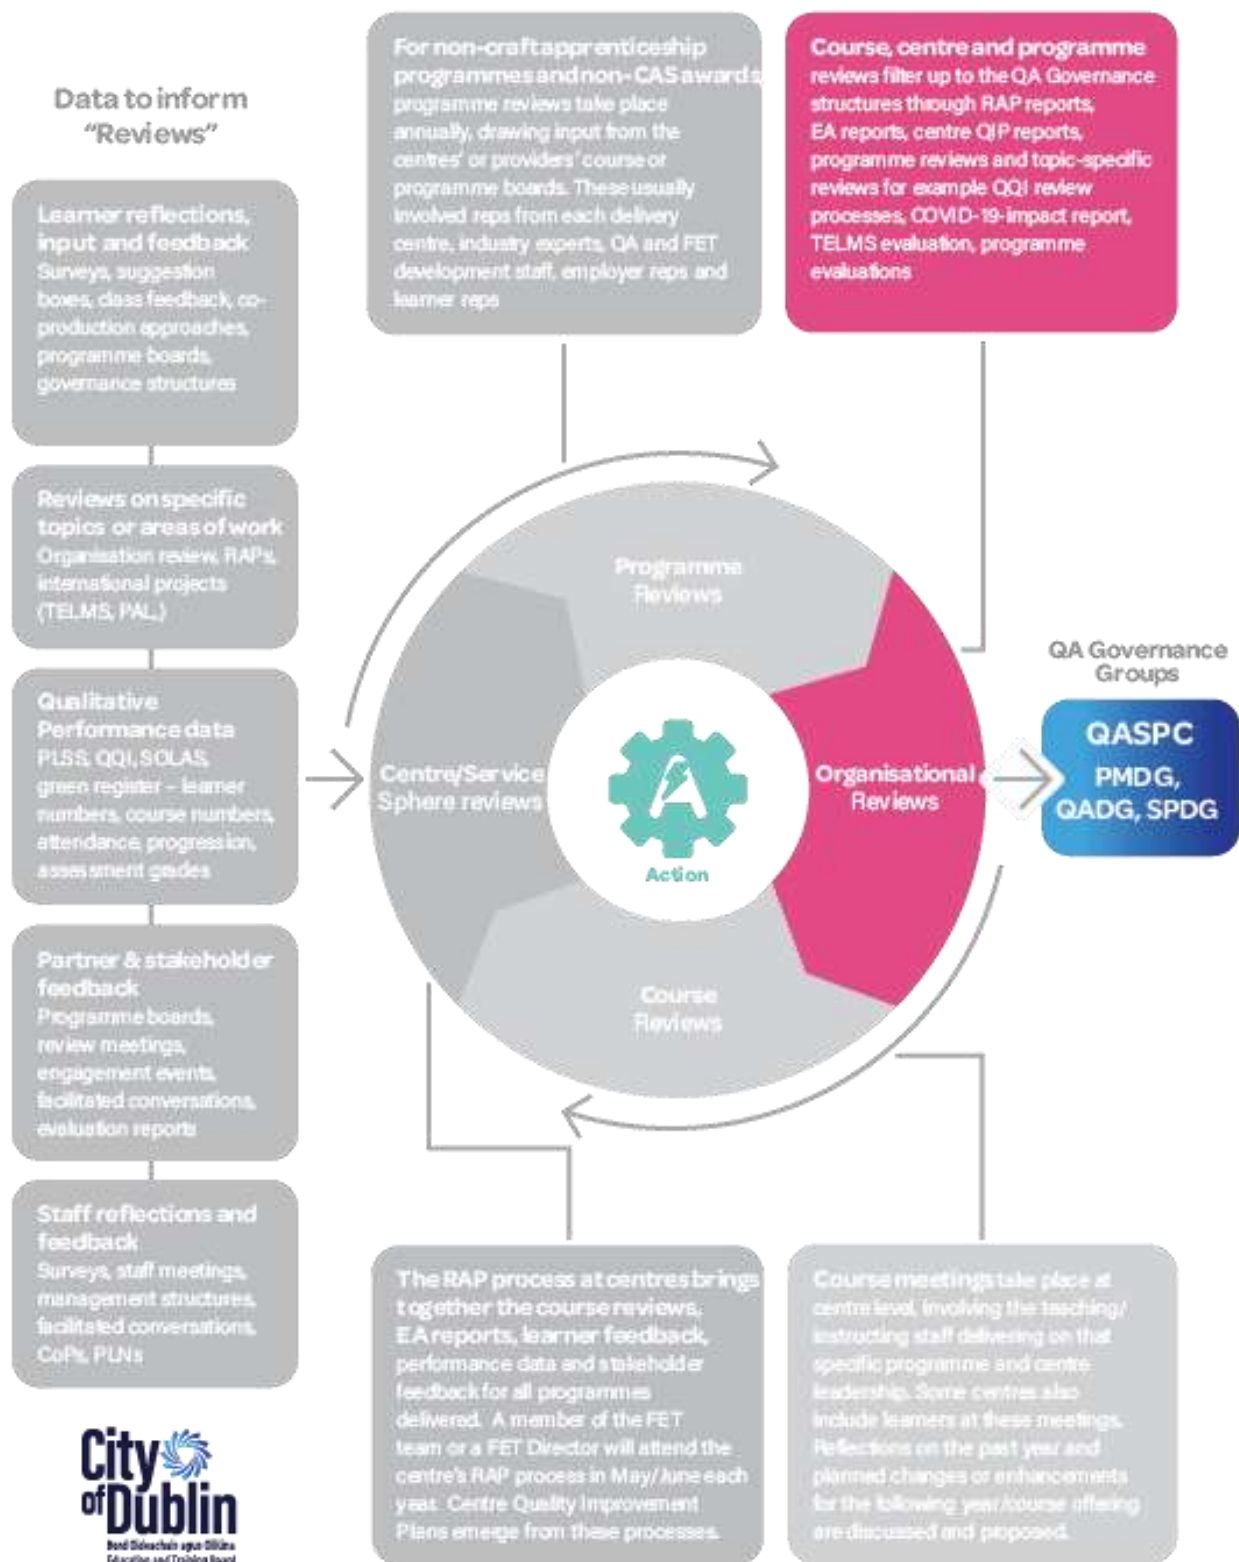 Data to inform
“Reviews”
Learner reflections,
input and feedback
Surveys, suggestion
boxes, class feedback, co-
production approaches,
programme boards,
governance structures
Reviews on specific
topics or areas of work
Organisation review, RAPs,
international projects
(TELMS, PAL,)
Qualitative
Performance data
PLSS, QQI, SOLAS,
green register – learner
numbers, course numbers,
attendance, progression,
assessment grades
Partner & stakeholder
feedback
Programme boards,
review meetings,
engagement events,
facilitated conversations,
evaluation reports
Staff reflections and
feedback
Surveys, staff meetings,
management structures,
facilitated conversations,
CoPs, PLNs
For non-craft apprenticeship
programmes and non-CAS awards,
programme reviews take place
annually, drawing input from the
centres’ or providers’ course or
programme boards. These usually
involved reps from each delivery
centre, industry experts, QA and FET
development staff, employer reps and
learner reps
Course, centre and programme
reviews filter up to the QA Governance
structures through RAP reports,
EA reports, centre QIP reports,
programme reviews and topic-specific
reviews for example QQI review
processes, COVID-19-impact report,
TELMS evaluation, programme
evaluations
Programme
Reviews
Centre/Service
Sphere reviews
Action
Organisational
Reviews
Course
Reviews
QA Governance
Groups
QASPC
PMDG,
QADG, SPDG
The RAP process at centres brings
together the course reviews,
EA reports, learner feedback,
performance data and stakeholder
feedback for all programmes
delivered. A member of the FET
team or a FET Director will attend the
centre’s RAP process in May/June each
year. Centre Quality Improvement
Plans emerge from these processes.
Course meetings take place at
centre level, involving the teaching/
instructing staff delivering on that
specific programme and centre
leadership. Some centres also
include learners at these meetings.
Reflections on the past year and
planned changes or enhancements
for the following year/course offering
are discussed and proposed.
City
of Dublin
Bord Oideachais agus Oiliúna
Education and Training Board